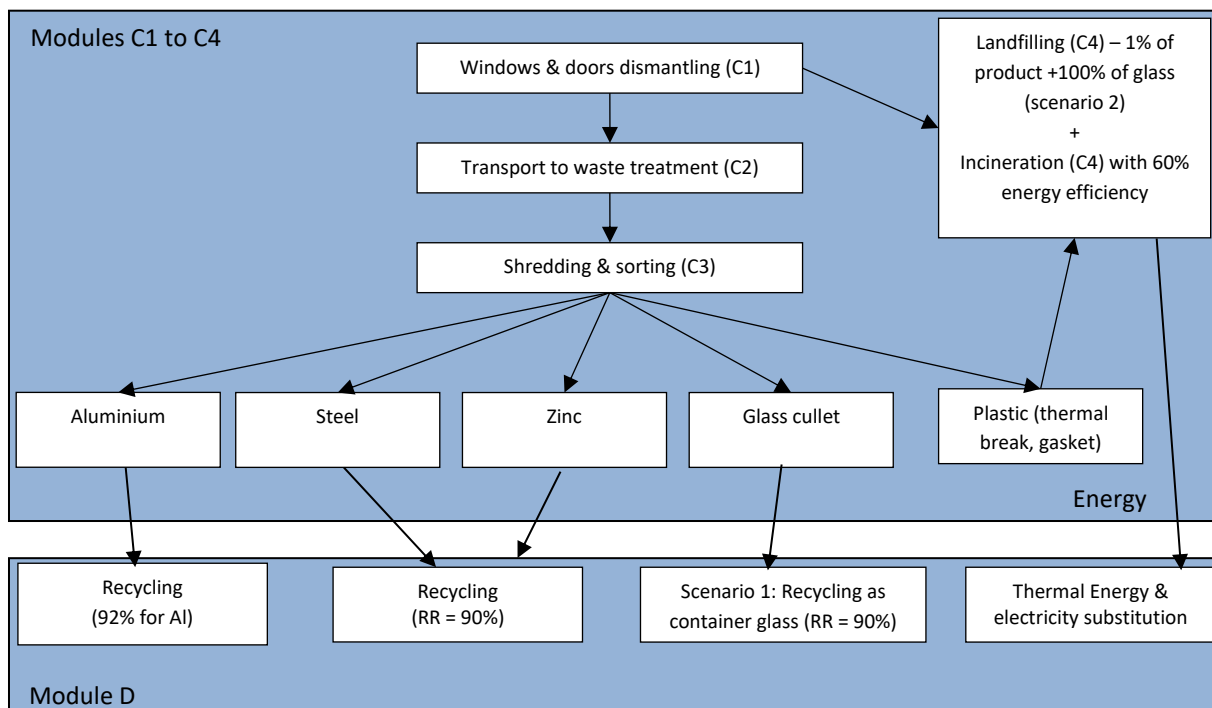 Modules C1 to C4
Windows & doors dismantling (C1)
Landfilling (C4) – 1% of
product +100% of glass
(scenario 2)
+
Incineration (C4) with 60%
energy efficiency
Transport to waste treatment (C2)
Shredding & sorting (C3)
Aluminium
Steel
Zinc
Glass cullet
Plastic (thermal
break, gasket)
Energy
Recycling
(92% for Al)
Recycling
(RR = 90%)
Scenario 1: Recycling as
container glass (RR = 90%)
Thermal Energy &
electricity substitution
Module D